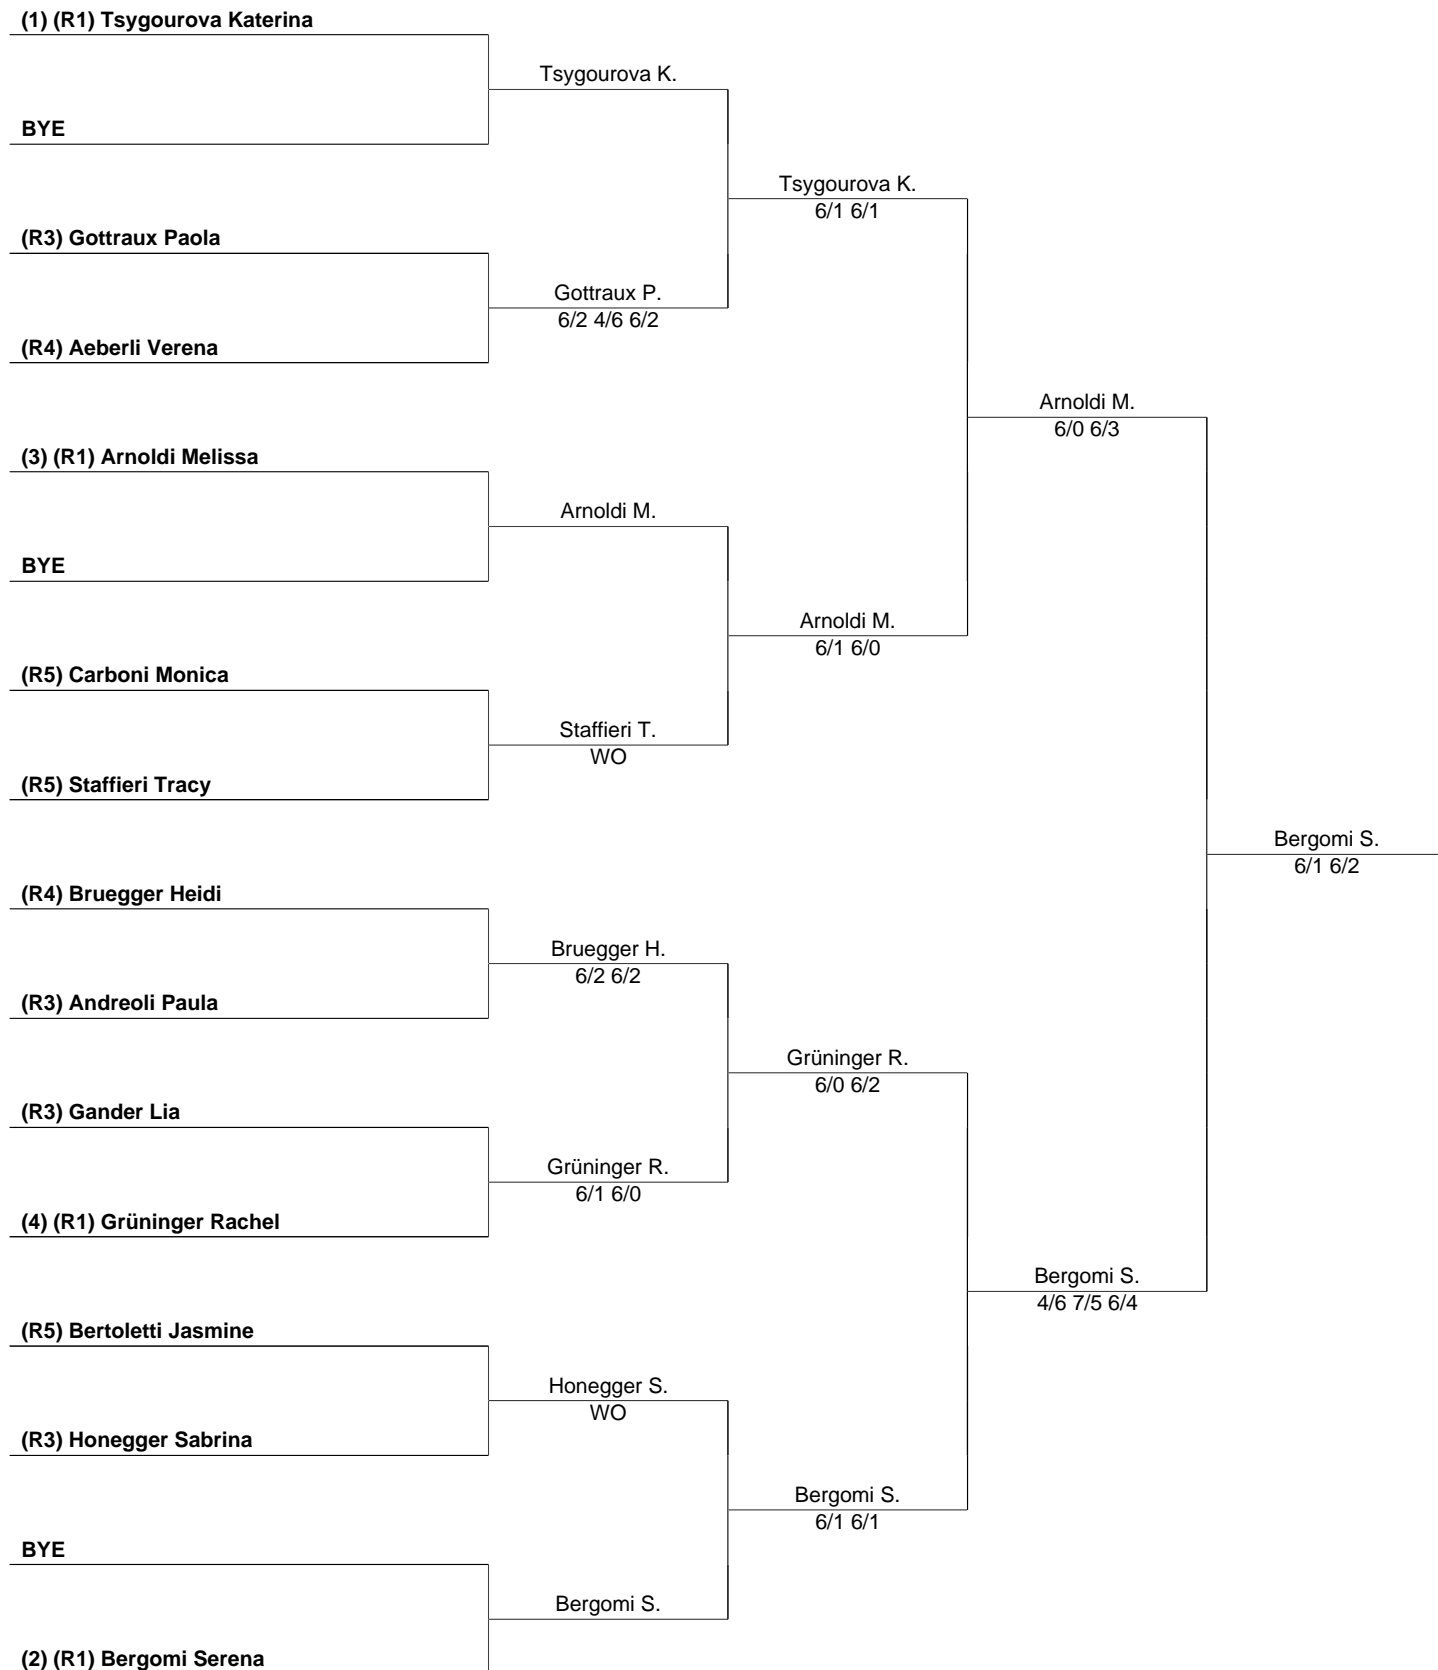 (1) (R1) Tsygourova Katerina
Tsygourova K.
BYE
Tsygourova K.
6/1 6/1
(R3) Gottraux Paola
Gottraux P.
6/2 4/6 6/2
(R4) Aeberli Verena
Arnoldi M.
6/0 6/3
(3) (R1) Arnoldi Melissa
Arnoldi M.
BYE
Arnoldi M.
6/1 6/0
(R5) Carboni Monica
Staffieri T.
WO
(R5) Staffieri Tracy
Bergomi S.
6/1 6/2
(R4) Bruegger Heidi
Bruegger H.
6/2 6/2
(R3) Andreoli Paula
Grüninger R.
6/0 6/2
(R3) Gander Lia
Grüninger R.
6/1 6/0
(4) (R1) Grüninger Rachel
Bergomi S.
4/6 7/5 6/4
(R5) Bertoletti Jasmine
Honegger S.
WO
(R3) Honegger Sabrina
Bergomi S.
6/1 6/1
BYE
Bergomi S.
(2) (R1) Bergomi Serena